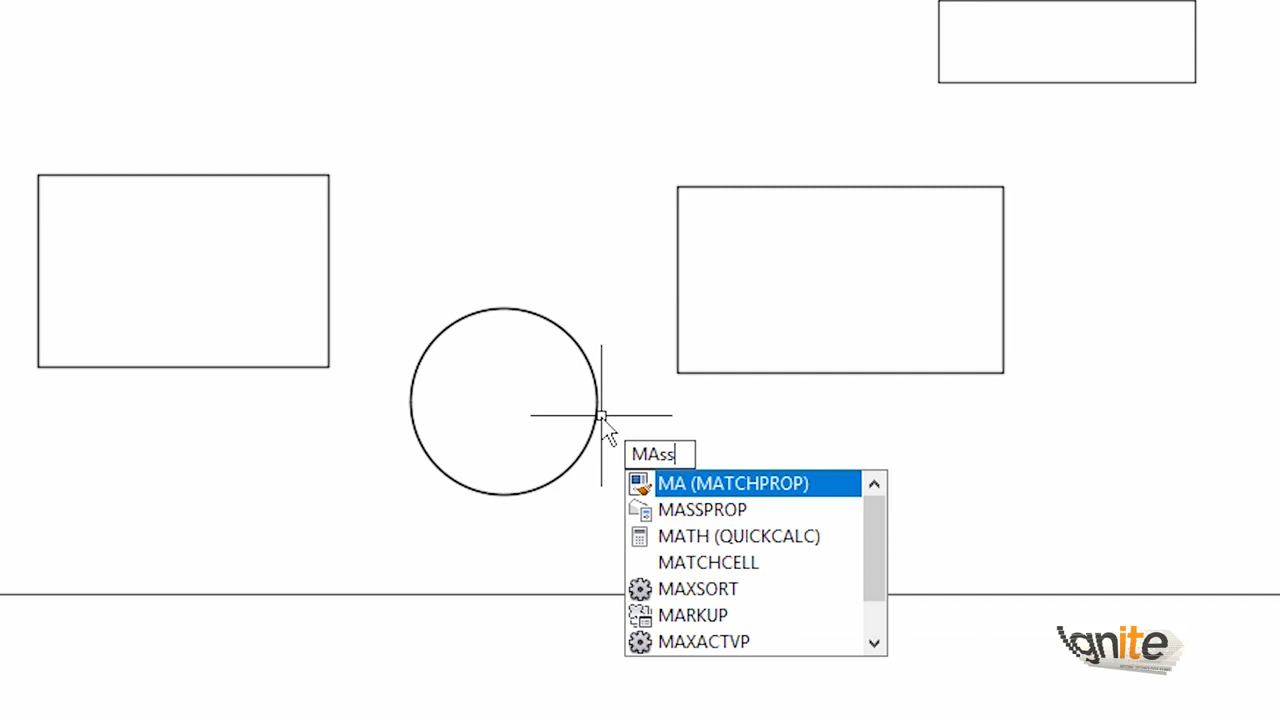 MAss
MA (MATCHPROP)
MASSPROP
MATH (QUICKCALC)
MATCHCELL
MAXSORT
MARKUP
MAXACTVP
ignite